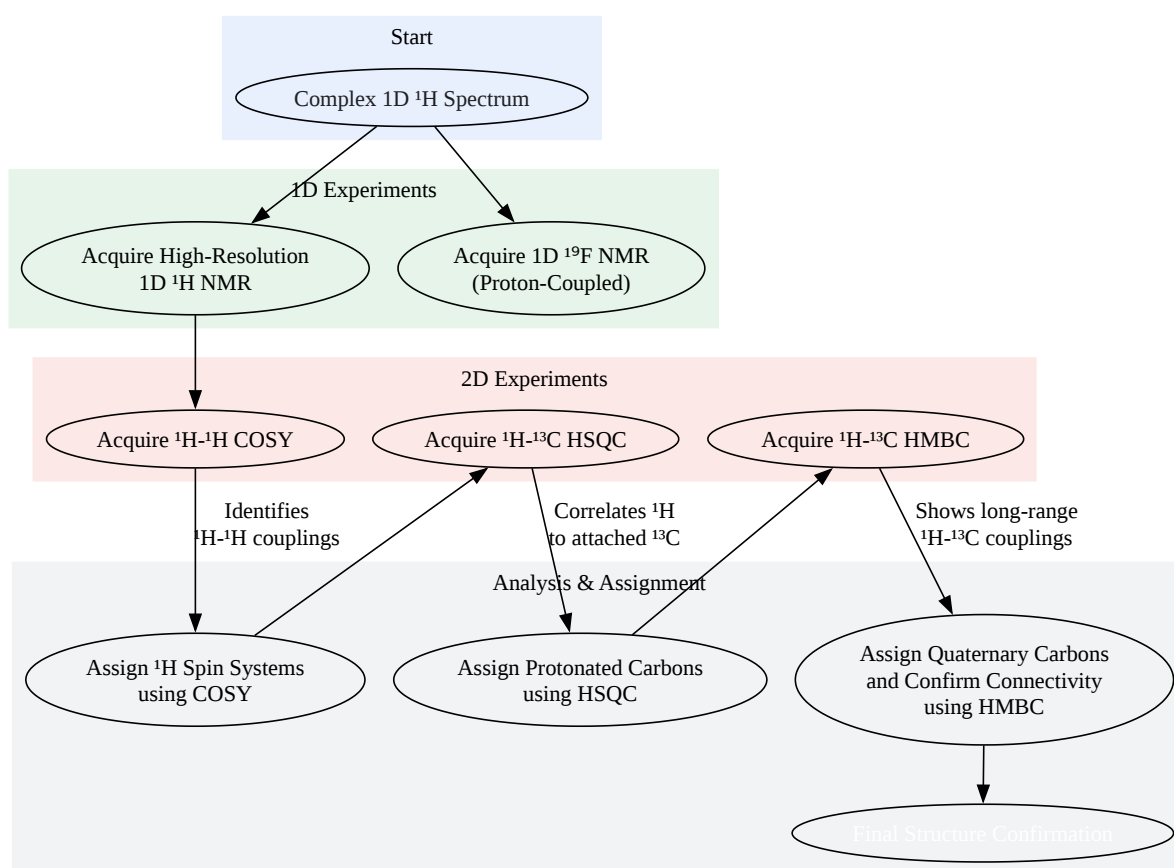 Start
Complex 1D ¹H Spectrum
1D Experiments
Acquire High-Resolution
1D ¹H NMR
Acquire 1D ¹⁹F NMR
(Proton-Coupled)
2D Experiments
Acquire ¹H-¹H COSY
Acquire ¹H-¹³C HSQC
Acquire ¹H-¹³C HMBC
Identifies
¹H-¹H couplings
Correlates ¹H
to attached ¹³C
Shows long-range
¹H-¹³C couplings
Analysis & Assignment
Assign ¹H Spin Systems
using COSY
Assign Protonated Carbons
using HSQC
Assign Quaternary Carbons
and Confirm Connectivity
using HMBC
Final Structure Confirmation